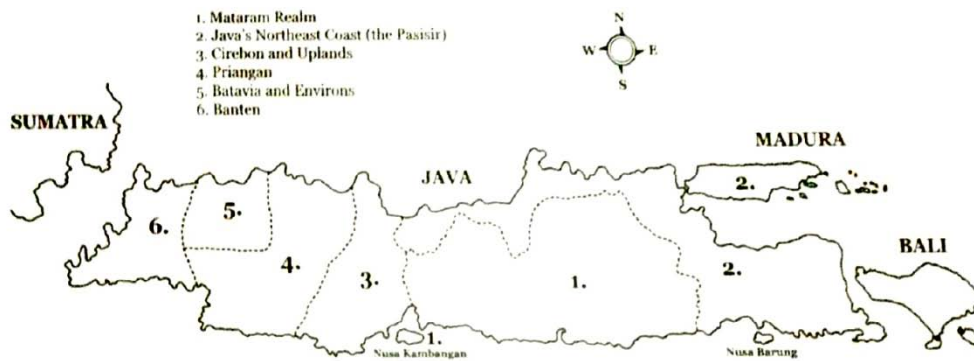 1. Mataram Realm
2. Java's Northeast Coast (the Pasisir)
3. Cirebon and Uplands
4. Priangan
5. Batavia and Environs
6. Banten
N
W E
S
SUMATRA
MADURA
JAVA
2.
5.
6.
BALI
4.
3.
1.
2.
1.
Nusa Kambangan
Nusa Barung